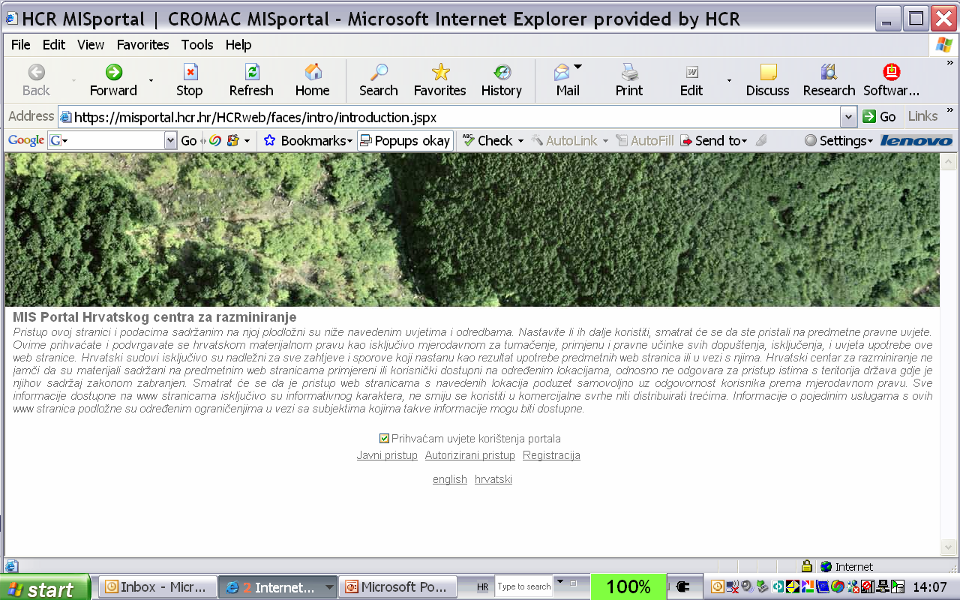 HCR MISportal | CROMAC MISportal - Microsoft Internet Explorer provided by HCR
File Edit View Favorites Tools Help
Back Forward Stop Refresh Home Search Favorites History Mail Print Edit Discuss Research Softwar...
Address https://misportal.hcr.hr/HCRweb/faces/intro/introduction.jspx Go Links »
Google G Go Bookmarks Popups okay Check AutoLink AutoFill Send to Settings lenovo
MIS Portal Hrvatskog centra za razminiranje
Pristup ovoj stranici i podacima sadržanim na njoj plodložni su niže navedenim uvjetima i odredbama. Nastavite li ih dalje koristiti, smatrat će se da ste pristali na predmetne pravne uvjete.
Ovime prihvaćate i podvrgavate se hrvatskom materijalnom pravu kao isključivo mjerodavnom za tumačenje, primjenu i pravne učinke svih dopuštenja, isključenja, i uvjeta upotrebe ove
web stranice. Hrvatski sudovi isključivo su nadležni za sve zahtjeve i sporove koji nastanu kao rezultat upotrebe predmetnih web stranica ili u vezi s njima. Hrvatski centar za razminiranje ne
jamči da su materijali sadržani na predmetnim web stranicama primjereni ili korisnički dostupni na određenim lokacijama, odnosno ne odgovara za pristup istima s teritorija država gdje je
njihov sadržaj zakonom zabranjen. Smatrat će se da je pristup web stranicama s navedenih lokacija poduzet samovoljno uz odgovornost korisnika prema mjerodavnom pravu. Sve
informacije dostupne na www stranicama isključivo su informativnog karaktera, ne smiju se koristiti u komercijalne svrhe niti distribuirati trećima. Informacije o pojedinim uslugama s ovih
www stranica podložne su određenim ograničenjima u vezi sa subjektima kojima takve informacije mogu biti dostupne.
Prihvaćam uvjete korištenja portala
Javni pristup Autorizirani pristup Registracija
english hrvatski
Internet
start Inbox - Micr... 2 Internet... Microsoft Po... HR Type to search 100% 14:07